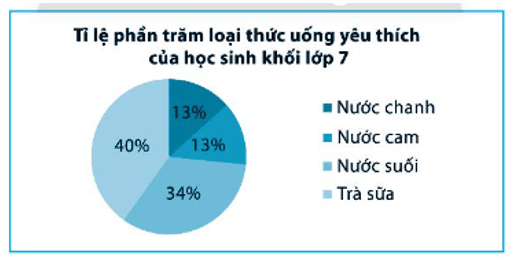 Tỉ lệ phần trăm loại thức uống yêu thích
của học sinh khối lớp 7
13%
13%
34%
40%
Nước chanh
Nước cam
Nước suối
Trà sữa